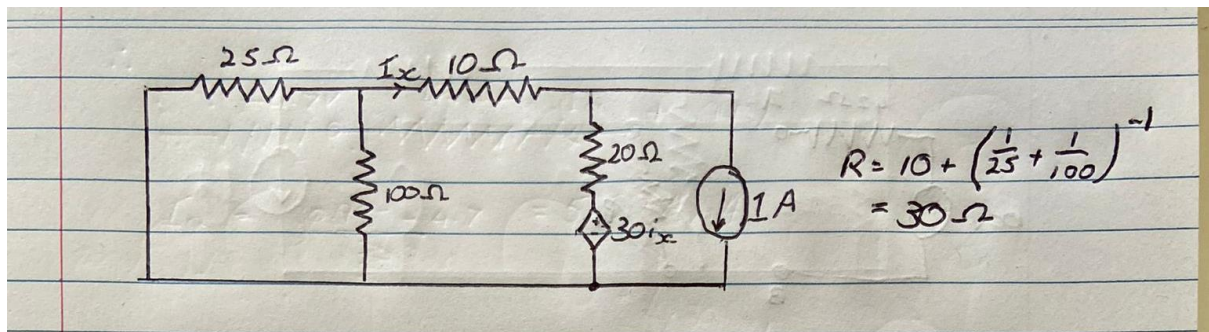 25Ω
Ix 10Ω
100Ω
20Ω
+
-
30ix
1A
R = 10 + (1/25 + 1/100)^-1
= 30Ω